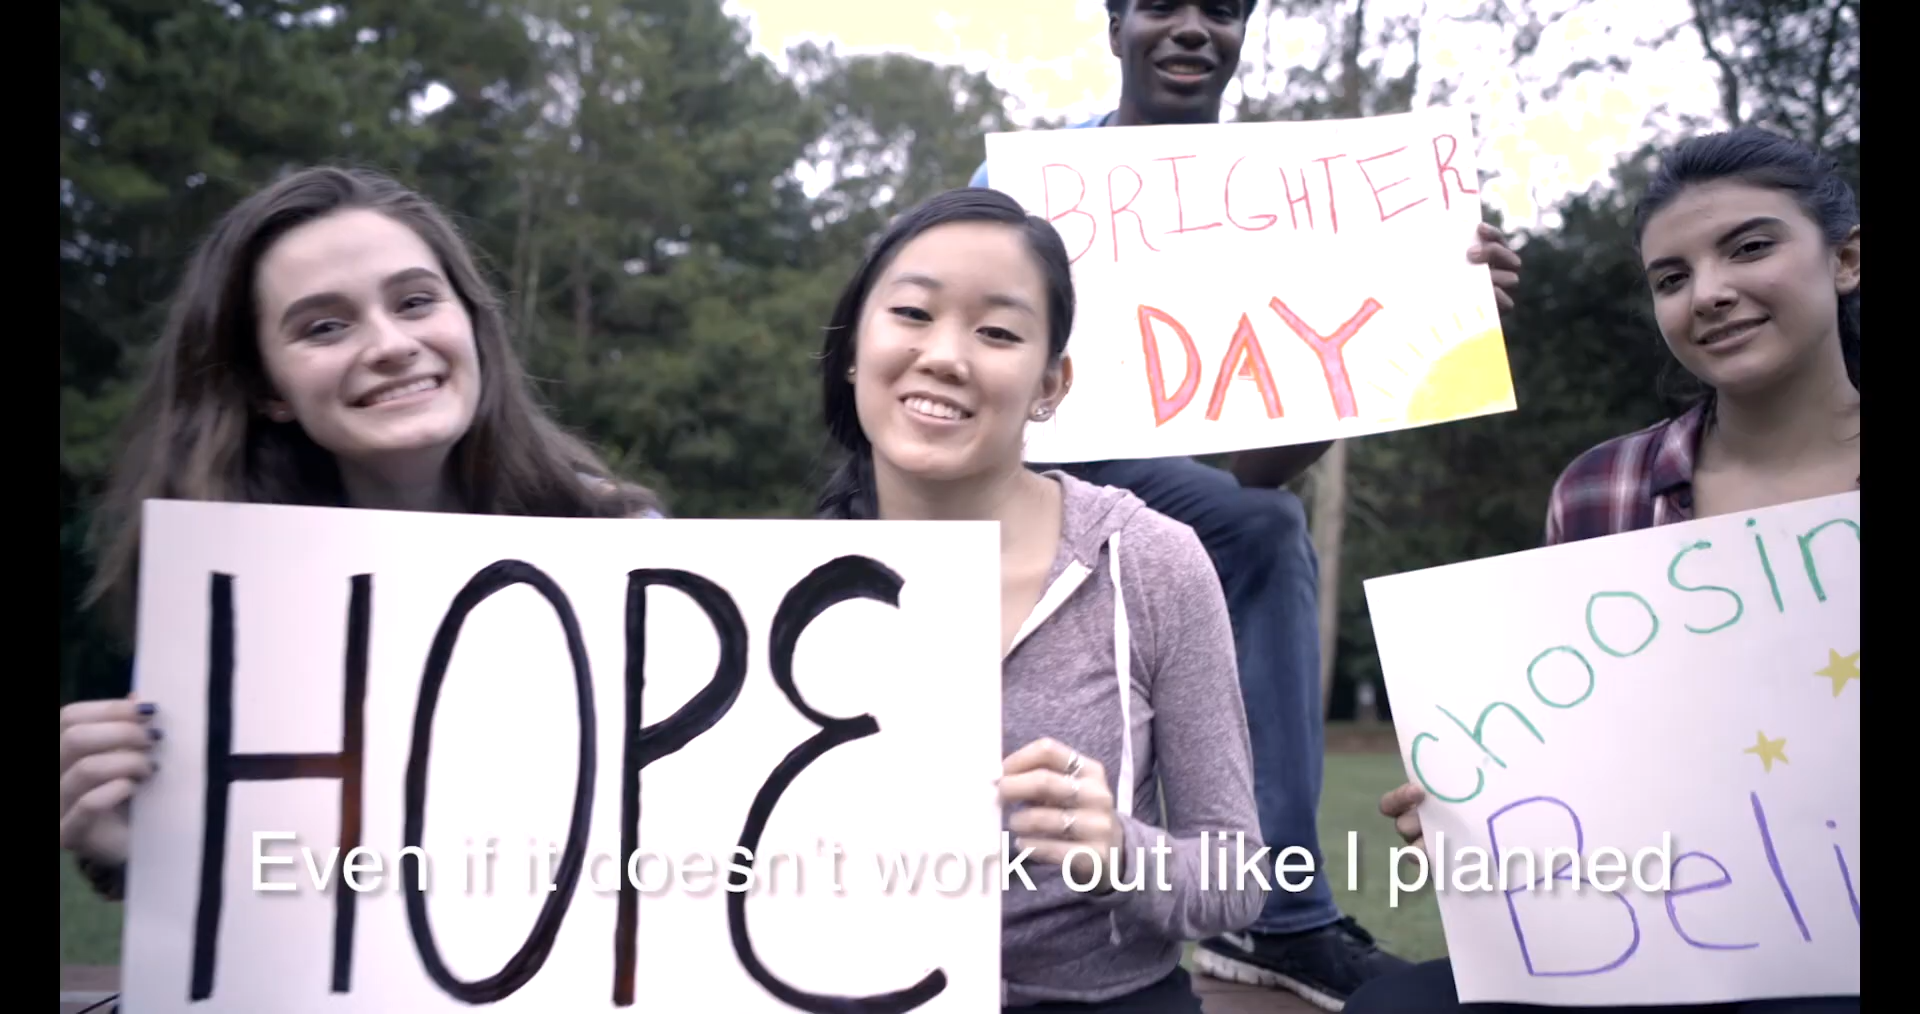 BRIGHTER
DAY
HOPE
choosin
Beli
Even if it doesn't work out like I planned